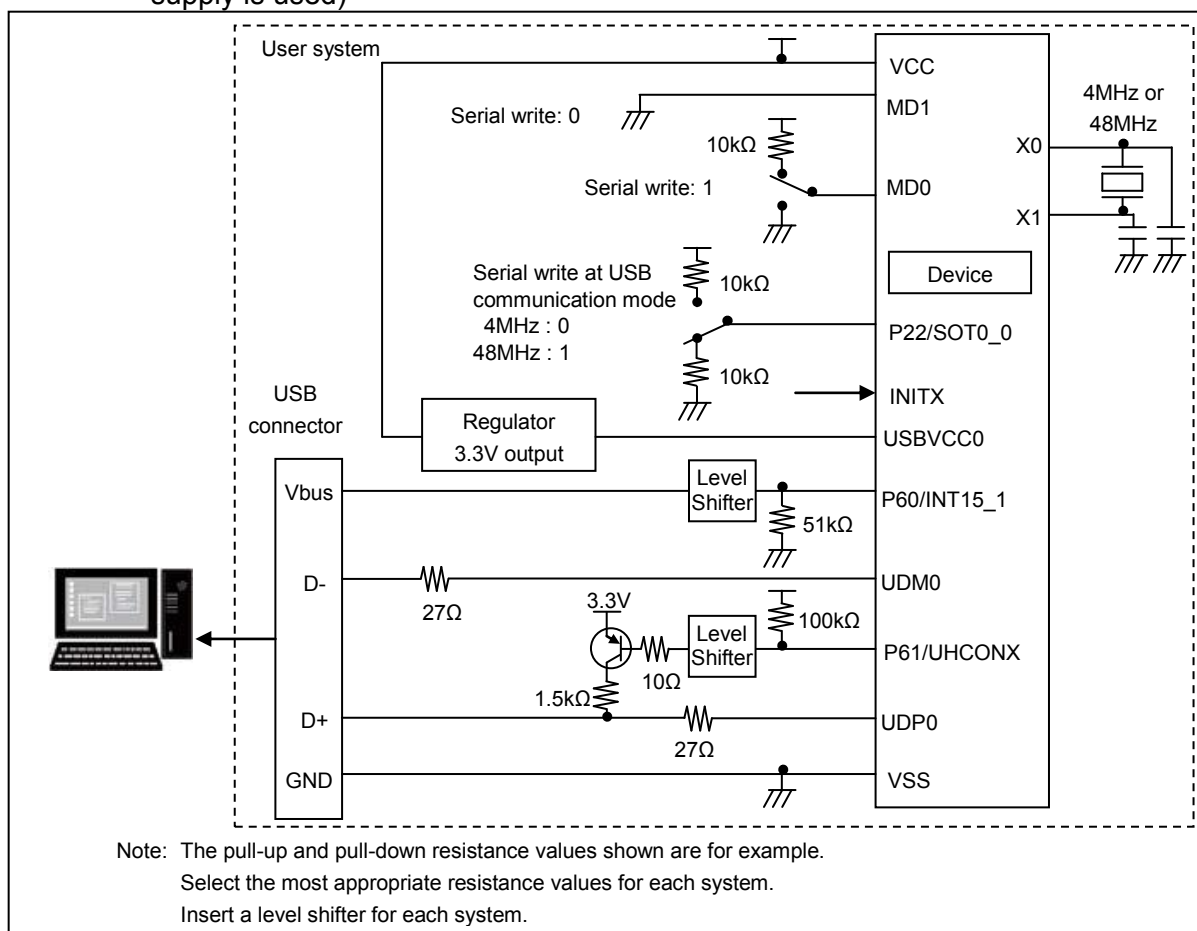 supply is used)
User system
VCC
MD1
Serial write: 0
10kΩ
Serial write: 1
MD0
4MHz or
48MHz
X0
X1
Device
Serial write at USB
communication mode
4MHz : 0
48MHz : 1
10kΩ
P22/SOT0_0
10kΩ
INITX
USB
connector
Regulator
3.3V output
USBVCC0
Vbus
Level
Shifter
P60/INT15_1
51kΩ
D-
27Ω
UDM0
3.3V
100kΩ
Level
Shifter
10Ω
P61/UHCONX
1.5kΩ
D+
27Ω
UDP0
GND
VSS
Note: The pull-up and pull-down resistance values shown are for example.
Select the most appropriate resistance values for each system.
Insert a level shifter for each system.